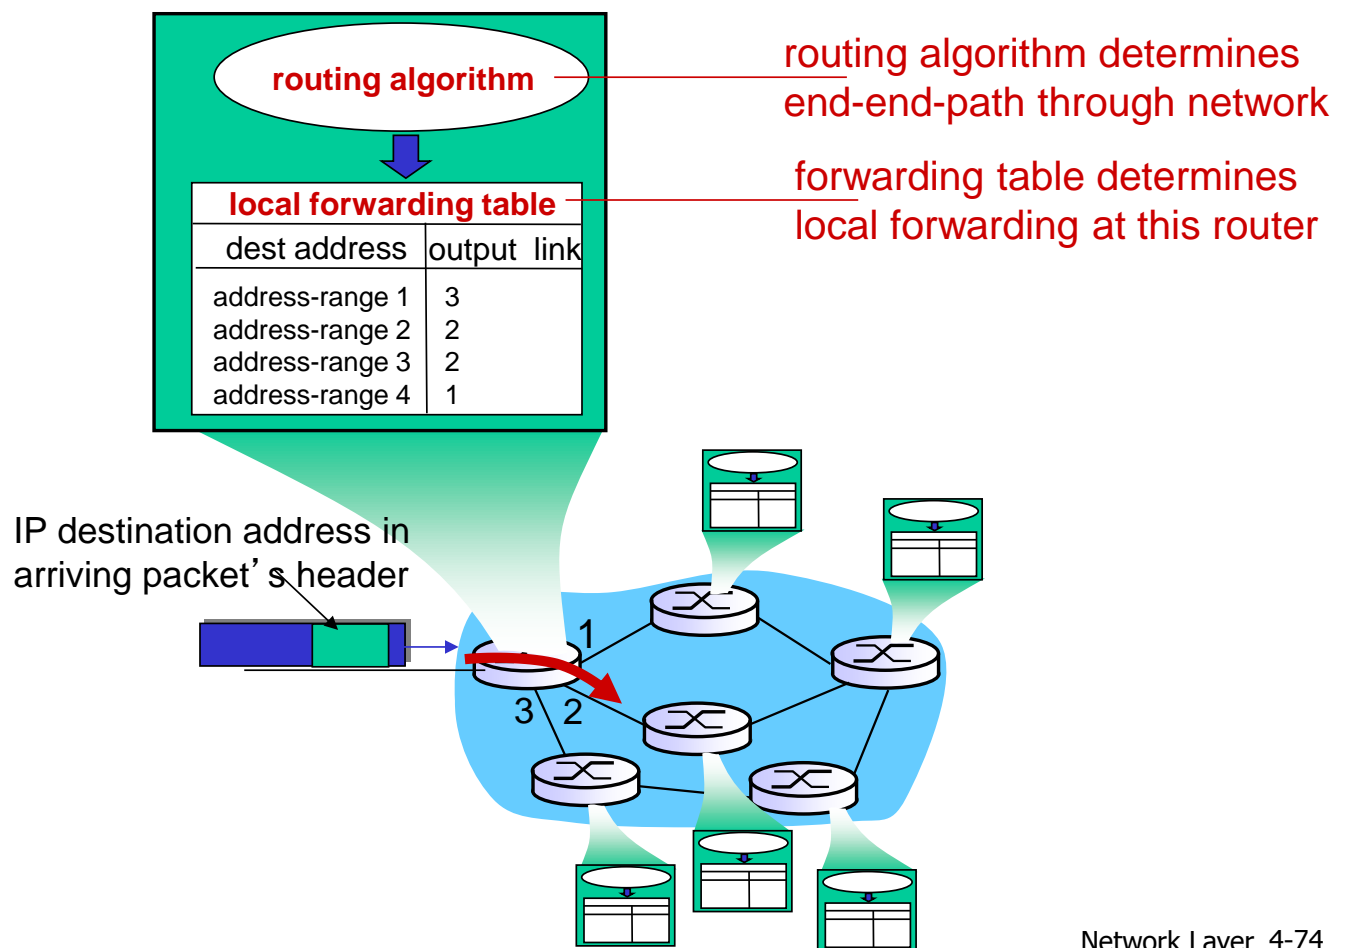 routing algorithm
routing algorithm determines
end-end-path through network
local forwarding table
forwarding table determines
local forwarding at this router
dest address output link
address-range 1 3
address-range 2 2
address-range 3 2
address-range 4 1
IP destination address in
arriving packet's header
1
3 2
Network Layer 4-74